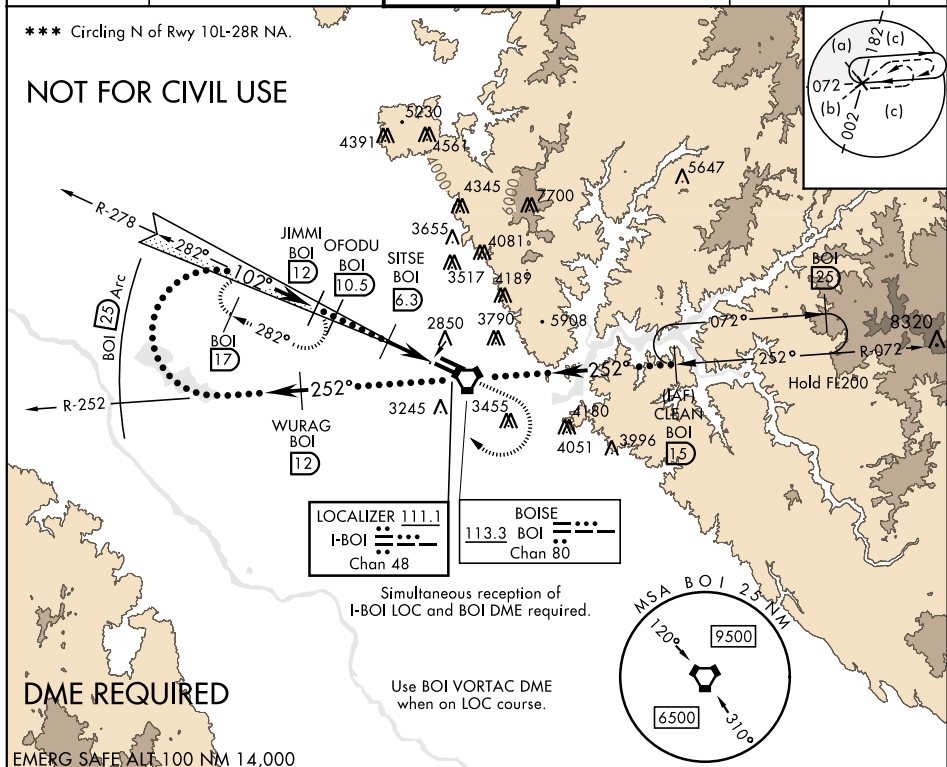 *** Circling N of Rwy 10L-28R NA.
NOT FOR CIVIL USE
(a)
182
(c)
072
(b)
(c)
002
5230
4391
4561
4000
6000
5647
4345
7700
R-278
3655
4081
282°
102°
JIMMI
BOI
12
OFODU
BOI
10.5
SITSE
BOI
6.3
3517
4189
BOI
25
BOI 25 Arc
282°
BOI
17
2850
3790
5908
072°
8320
252°
R-072
Hold FL200
252°
252°
R-252
WURAG
BOI
12
3245
3455
4180
4051
3996
(IAF)
CLEAN
BOI
15
LOCALIZER 111.1
I-BOI
Chan 48
BOISE
113.3 BOI
Chan 80
Simultaneous reception of
I-BOI LOC and BOI DME required.
MSA BOI 25 NM
120°
9500
6500
310°
DME REQUIRED
Use BOI VORTAC DME
when on LOC course.
EMERG SAFE ALT 100 NM 14,000